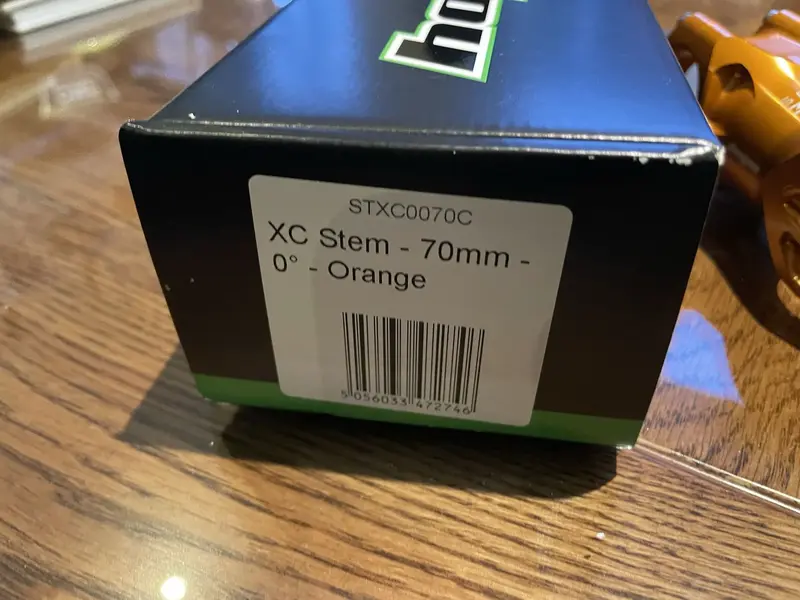 STXC0070C
XC Stem - 70mm -
0° - Orange
5 056033 472746